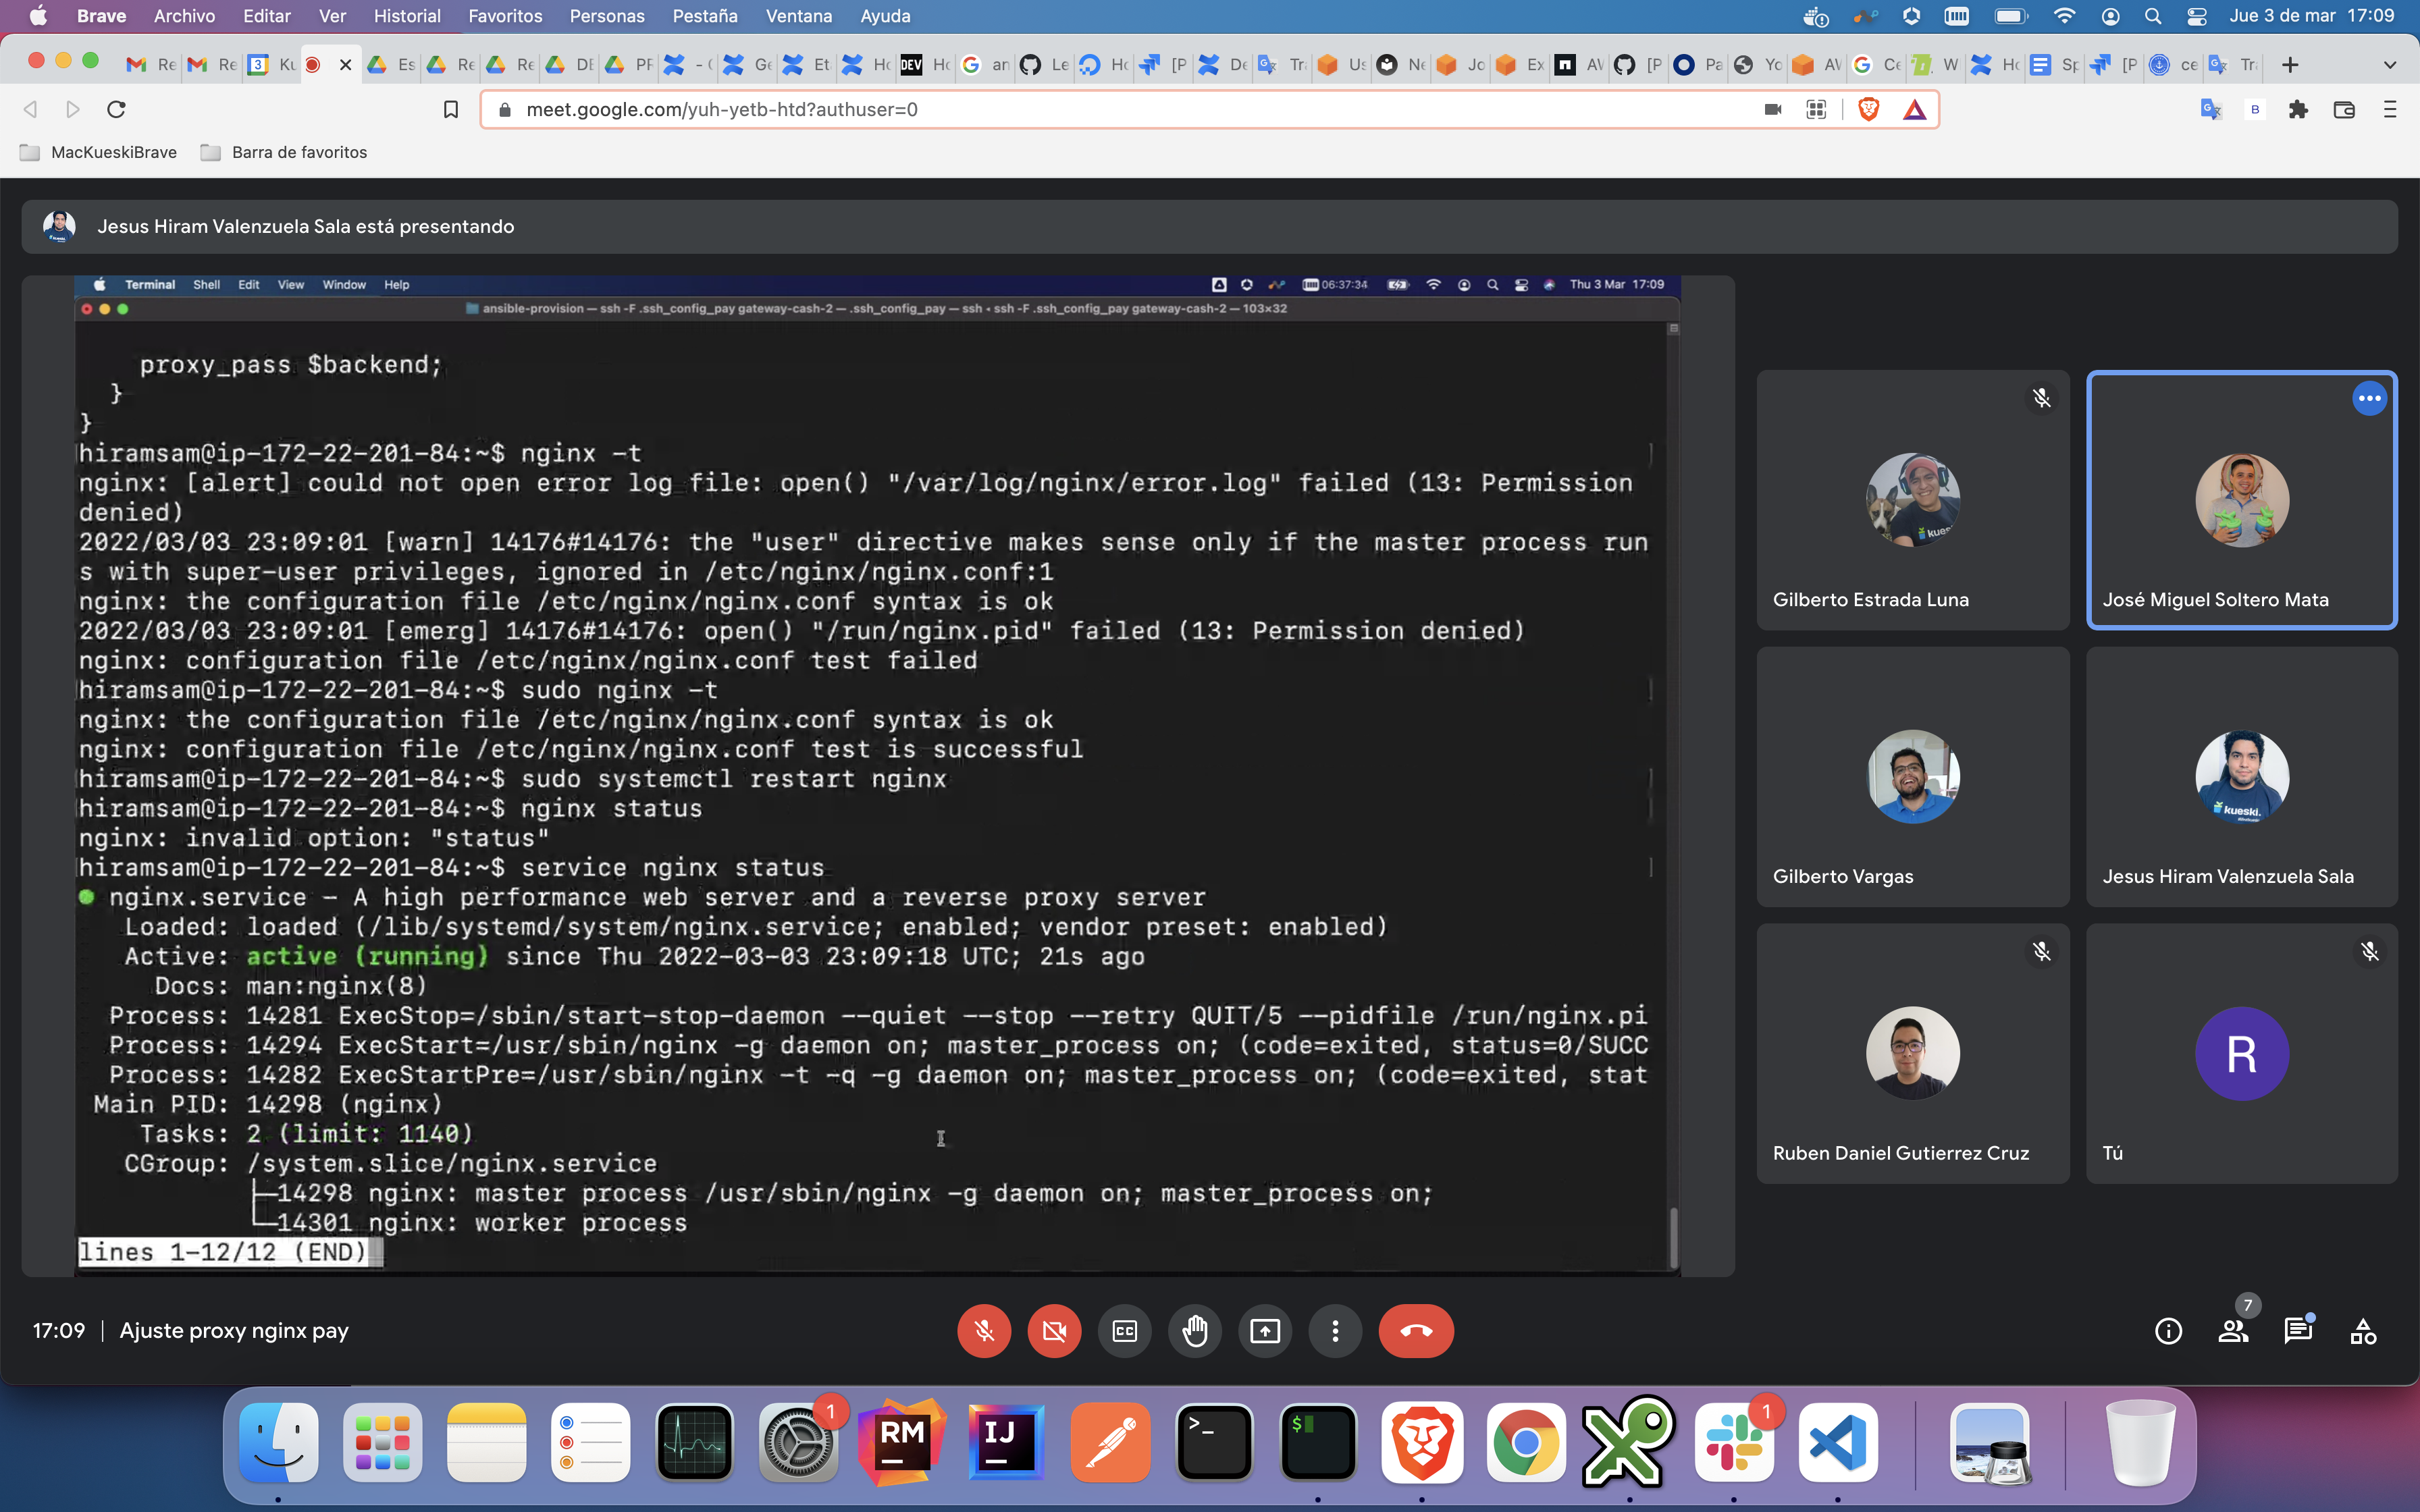 Brave Archivo Editar Ver Historial Favoritos Personas Pestaña Ventana Ayuda Jue 3 de mar 17:09
Re Re 3 Ku Es Re Re DE PF - ( Ge Et Ho DEV Ho an Le Ho [P De Tr Us Ne Jo Ex AV [P Pa Yo AV Ce W Ho Sp [P ce Tr
meet.google.com/yuh-yetb-htd?authuser=0 B
MacKueskiBrave Barra de favoritos
Jesus Hiram Valenzuela Sala está presentando
Terminal Shell Edit View Window Help 06:37:34 Thu 3 Mar 17:09
ansible-provision — ssh -F .ssh_config_pay gateway-cash-2 — .ssh_config_pay — ssh ◂ ssh -F .ssh_config_pay gateway-cash-2 — 103×32
proxy_pass $backend;
}
}
hiramsam@ip-172-22-201-84:~$ nginx -t
nginx: [alert] could not open error log file: open() "/var/log/nginx/error.log" failed (13: Permission
denied)
2022/03/03 23:09:01 [warn] 14176#14176: the "user" directive makes sense only if the master process run
s with super-user privileges, ignored in /etc/nginx/nginx.conf:1
nginx: the configuration file /etc/nginx/nginx.conf syntax is ok
2022/03/03 23:09:01 [emerg] 14176#14176: open() "/run/nginx.pid" failed (13: Permission denied)
nginx: configuration file /etc/nginx/nginx.conf test failed
hiramsam@ip-172-22-201-84:~$ sudo nginx -t
nginx: the configuration file /etc/nginx/nginx.conf syntax is ok
nginx: configuration file /etc/nginx/nginx.conf test is successful
hiramsam@ip-172-22-201-84:~$ sudo systemctl restart nginx
hiramsam@ip-172-22-201-84:~$ nginx status
nginx: invalid option: "status"
hiramsam@ip-172-22-201-84:~$ service nginx status
● nginx.service - A high performance web server and a reverse proxy server
Loaded: loaded (/lib/systemd/system/nginx.service; enabled; vendor preset: enabled)
Active: active (running) since Thu 2022-03-03 23:09:18 UTC; 21s ago
Docs: man:nginx(8)
Process: 14281 ExecStop=/sbin/start-stop-daemon --quiet --stop --retry QUIT/5 --pidfile /run/nginx.pi
Process: 14294 ExecStart=/usr/sbin/nginx -g daemon on; master_process on; (code=exited, status=0/SUCC
Process: 14282 ExecStartPre=/usr/sbin/nginx -t -q -g daemon on; master_process on; (code=exited, stat
Main PID: 14298 (nginx)
Tasks: 2 (limit: 1140)
CGroup: /system.slice/nginx.service
├─14298 nginx: master process /usr/sbin/nginx -g daemon on; master_process on;
└─14301 nginx: worker process
lines 1-12/12 (END)
Gilberto Estrada Luna
José Miguel Soltero Mata
Gilberto Vargas
kueski.
Jesus Hiram Valenzuela Sala
Ruben Daniel Gutierrez Cruz
R
Tú
17:09 | Ajuste proxy nginx pay
CC
7
1 RM IJ >_ $ 1